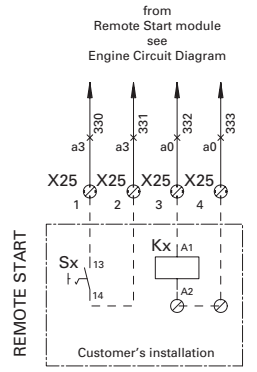 from
Remote Start module
see
Engine Circuit Diagram
330 331 332 333
a3 a3 a0 a0
X25 X25 X25 X25
1 2 3 4
REMOTE START
Sx 13 14
Kx A1 A2
Customer's installation